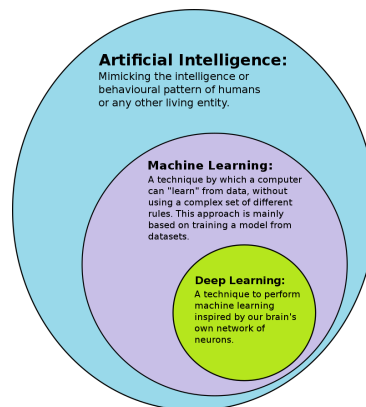 Artificial Intelligence:
Mimicking the intelligence or
behavioural pattern of humans
or any other living entity.
Machine Learning:
A technique by which a computer
can "learn" from data, without
using a complex set of different
rules. This approach is mainly
based on training a model from
datasets.
Deep Learning:
A technique to perform
machine learning
inspired by our brain's
own network of
neurons.